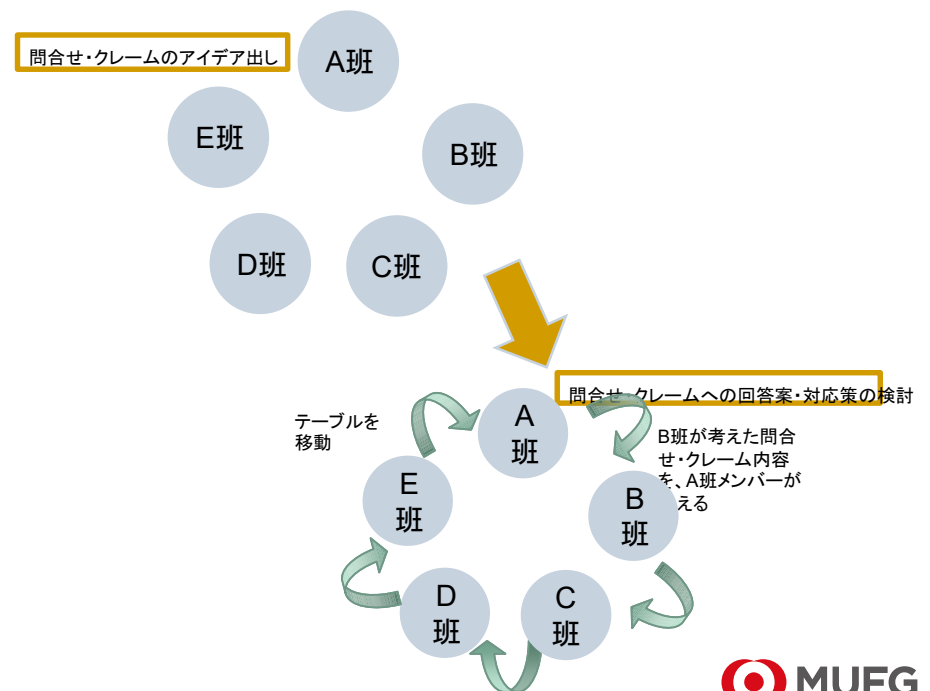 問合せ・クレームのアイデア出し
A班
E班
B班
D班
C班
問合せ・クレームへの回答案・対応策の検討
テーブルを
移動
A
班
B班が考えた問合
せ・クレーム内容
を、A班メンバーが
える
E
班
B
班
D
班
C
班
MUFG